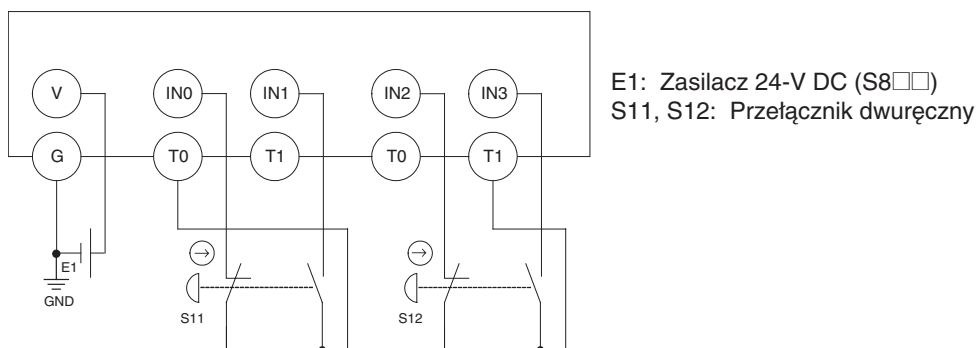 V IN0 IN1 IN2 IN3
G T0 T1 T0 T1
E1: Zasilacz 24-V DC (S8□□)
S11, S12: Przełącznik dwuręczny
E1
GND
S11
S12